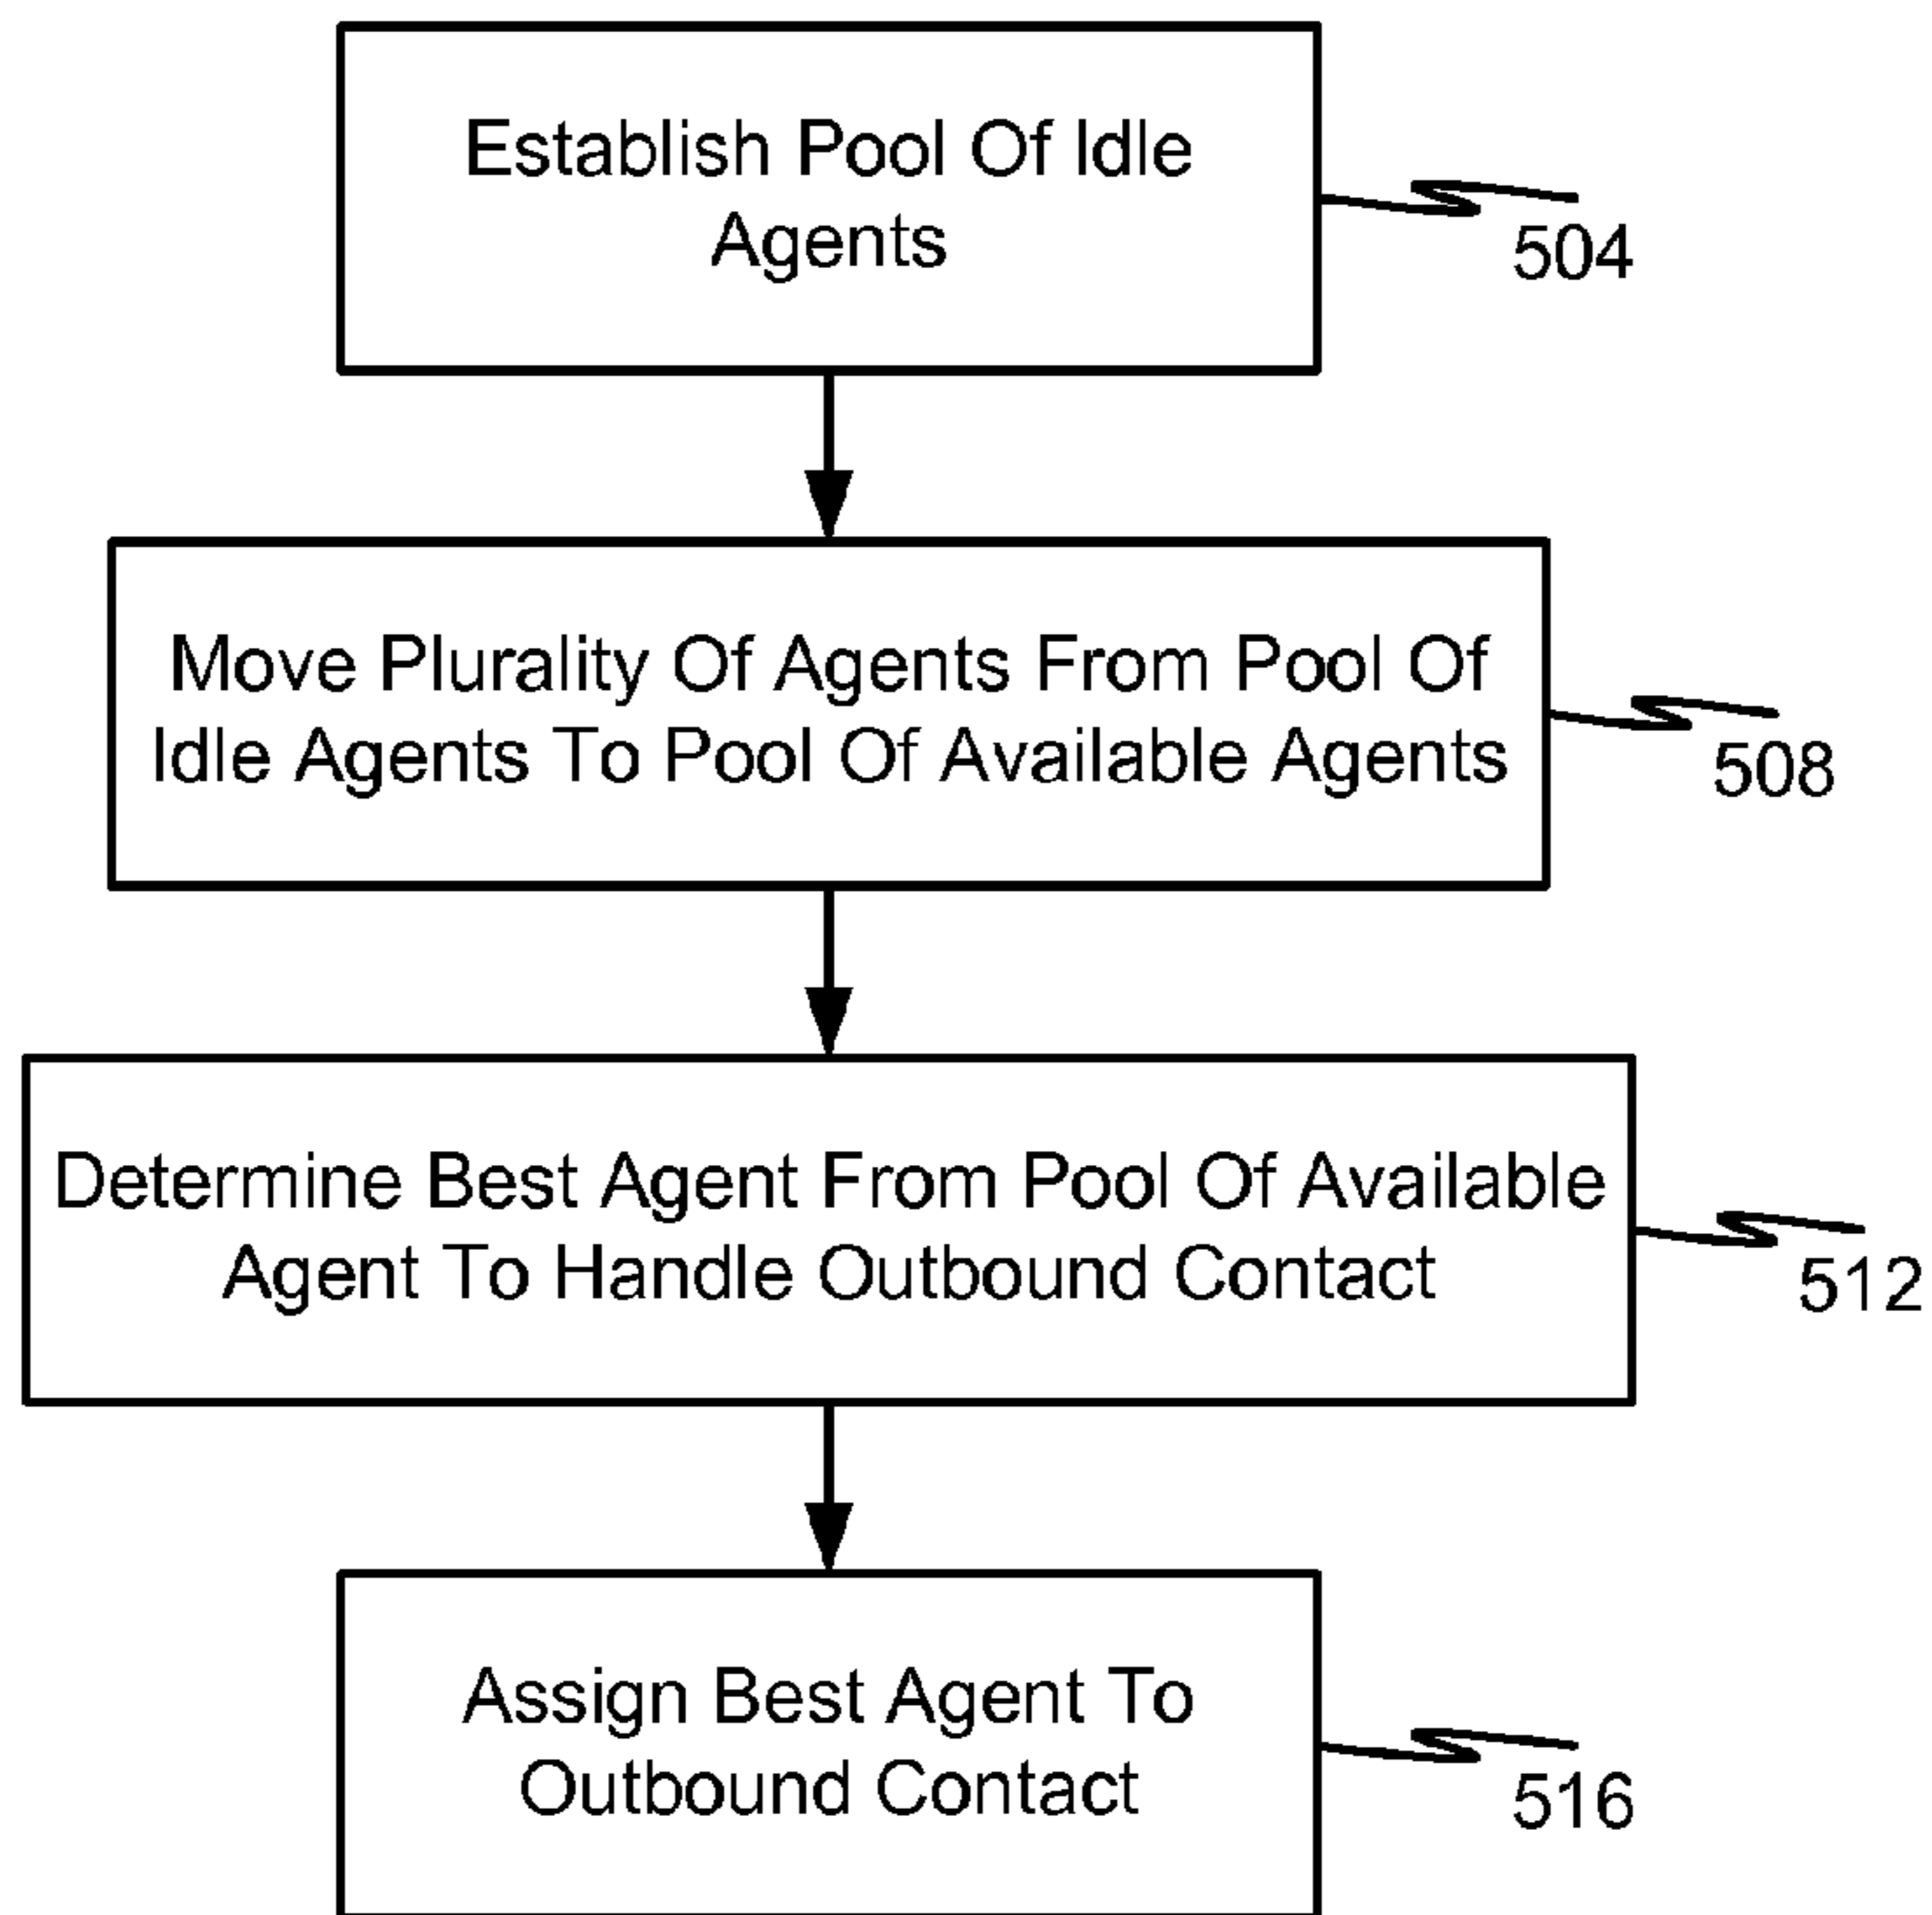 Establish Pool Of Idle
Agents
504
Move Plurality Of Agents From Pool Of
Idle Agents To Pool Of Available Agents
508
Determine Best Agent From Pool Of Available
Agent To Handle Outbound Contact
512
Assign Best Agent To
Outbound Contact
516